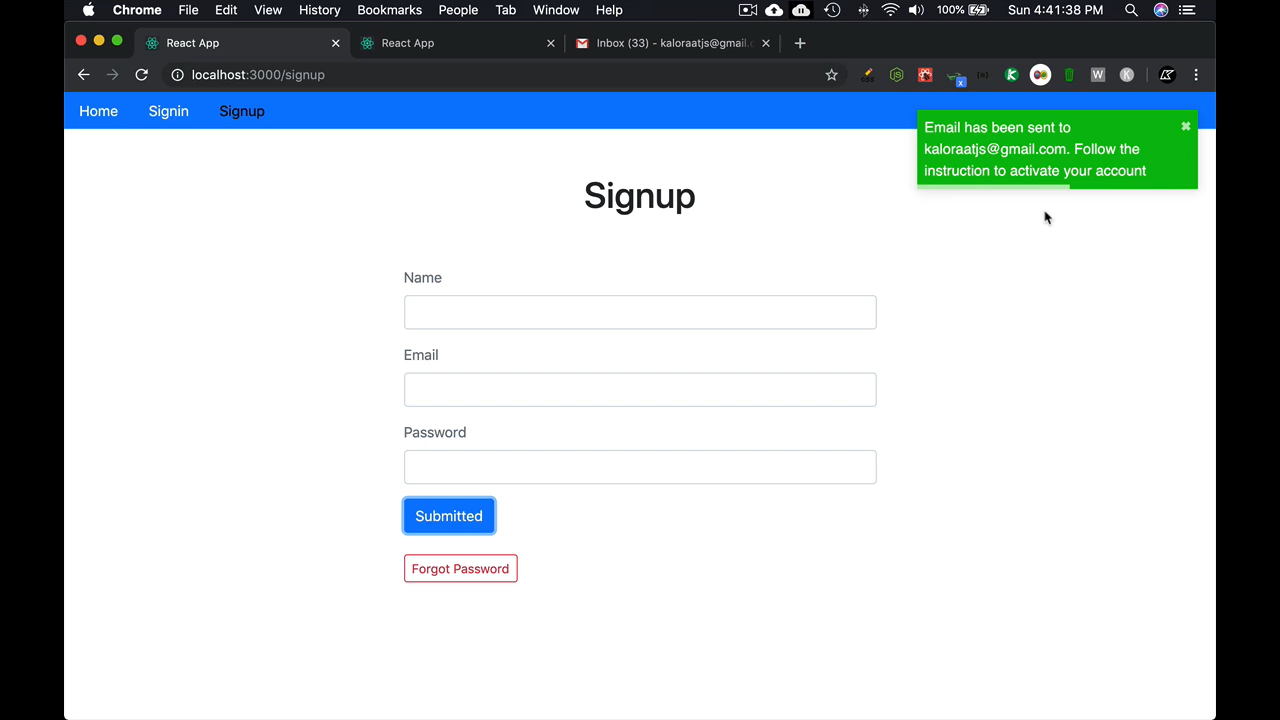 Chrome File Edit View History Bookmarks People Tab Window Help 100% Sun 4:41:38 PM
React App React App Inbox (33) - kaloraatjs@gmail.c
localhost:3000/signup
Home Signin Signup
Email has been sent to
kaloraatjs@gmail.com. Follow the
instruction to activate your account
Signup
Name
Email
Password
Submitted
Forgot Password